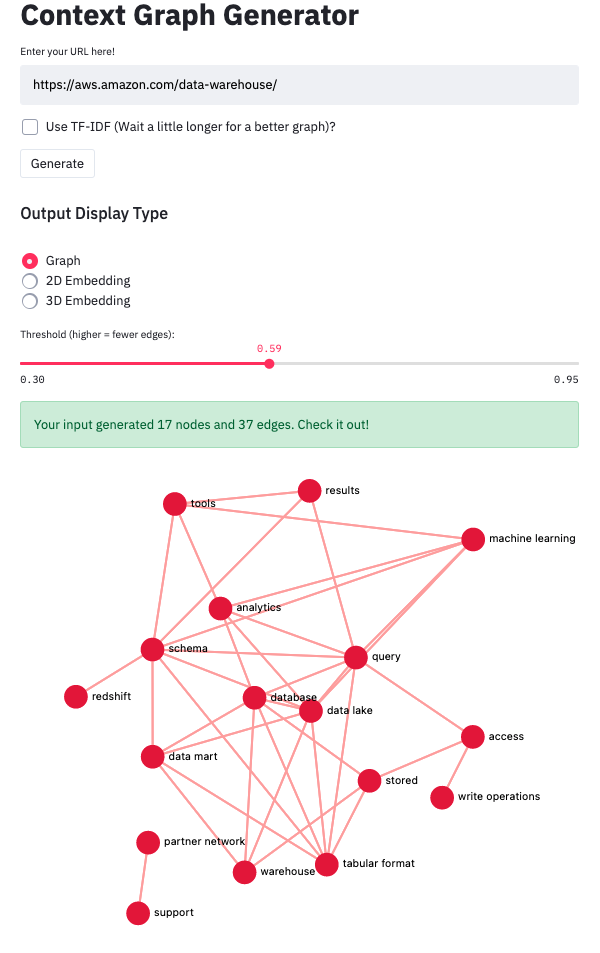 Context Graph Generator
Enter your URL here!
https://aws.amazon.com/data-warehouse/
Use TF-IDF (Wait a little longer for a better graph)?
Generate
Output Display Type
Graph
2D Embedding
3D Embedding
Threshold (higher = fewer edges):
0.59
0.30 0.95
Your input generated 17 nodes and 37 edges. Check it out!
results
tools
machine learning
analytics
schema
query
redshift
database
data lake
access
data mart
stored
write operations
partner network
tabular format
warehouse
support